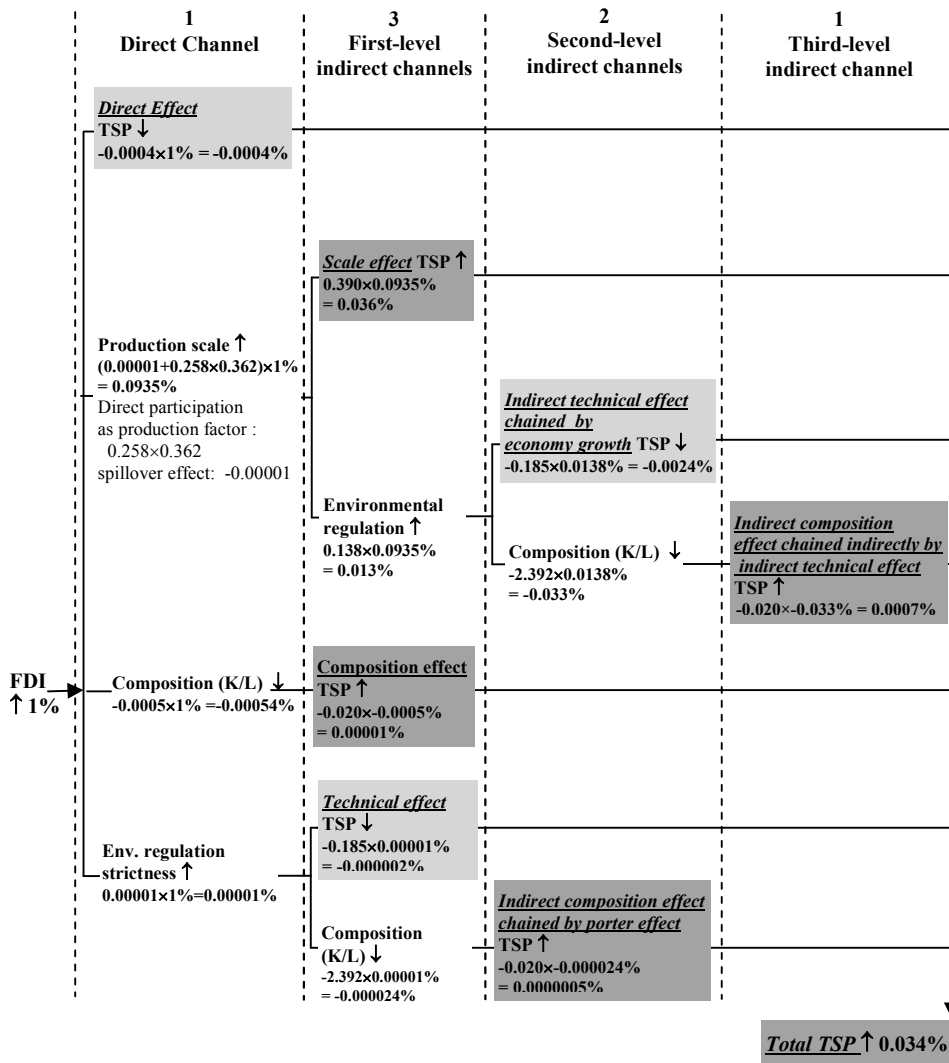 1
Direct Channel
3
First-level
indirect channels
2
Second-level
indirect channels
1
Third-level
indirect channel
Direct Effect
TSP ↓
-0.0004×1% = -0.0004%
Scale effect TSP ↑
0.390×0.0935%
= 0.036%
Production scale ↑
(0.00001+0.258×0.362)×1%
= 0.0935%
Direct participation
as production factor :
0.258×0.362
spillover effect: -0.00001
Indirect technical effect
chained by
economy growth TSP ↓
-0.185×0.0138% = -0.0024%
Environmental
regulation ↑
0.138×0.0935%
= 0.013%
Composition (K/L) ↓
-2.392×0.0138%
= -0.033%
Indirect composition
effect chained indirectly by
indirect technical effect
TSP ↑
-0.020×-0.033% = 0.0007%
FDI
↑ 1%
Composition (K/L) ↓
-0.0005×1% =-0.00054%
Composition effect
TSP ↑
-0.020×-0.0005%
= 0.00001%
Env. regulation
strictness ↑
0.00001×1%=0.00001%
Technical effect
TSP ↓
-0.185×0.00001%
= -0.000002%
Composition
(K/L) ↓
-2.392×0.00001%
= -0.000024%
Indirect composition effect
chained by porter effect
TSP ↑
-0.020×-0.000024%
= 0.0000005%
Total TSP ↑ 0.034%